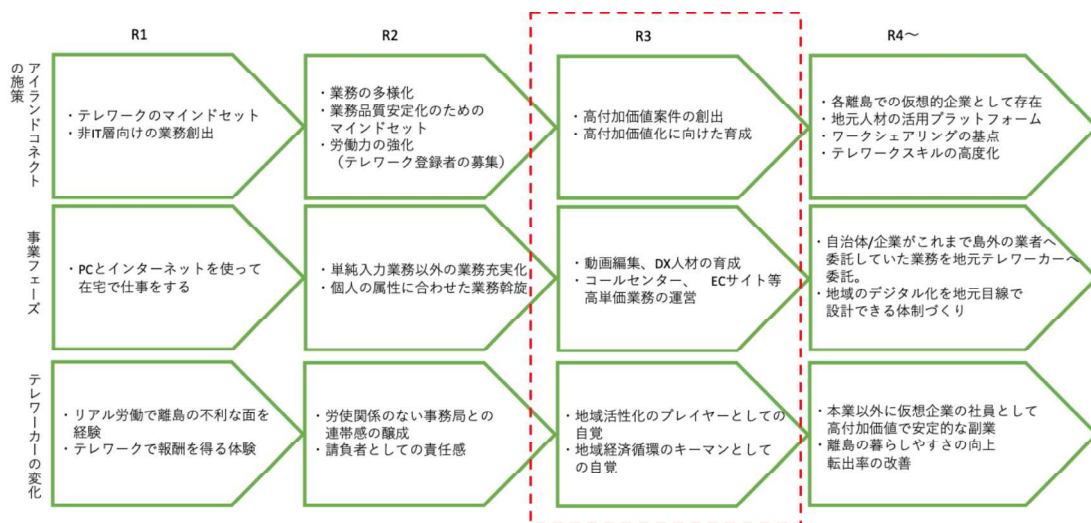 R1
R2
R3
R4～
アイランドコネクト
の施策
・テレワークのマインドセット
・非IT層向けの業務創出
・業務の多様化
・業務品質安定化のための
マインドセット
・労働力の強化
（テレワーク登録者の募集）
・高付加価値案件の創出
・高付加価値化に向けた育成
・各離島での仮想的企業として存在
・地元人材の活用プラットフォーム
・ワークシェアリングの基点
・テレワークスキルの高度化
事業フェーズ
・PCとインターネットを使って
在宅で仕事をする
・単純入力業務以外の業務充実化
・個人の属性に合わせた業務斡旋
・動画編集、DX人材の育成
・コールセンター、 ECサイト等
高単価業務の運営
・自治体/企業がこれまで島外の業者へ
委託していた業務を地元テレワーカーへ
委託。
・地域のデジタル化を地元目線で
設計できる体制づくり
テレワーカーの変化
・リアル労働で離島の不利な面を
経験
・テレワークで報酬を得る体験
・労使関係のない事務局との
連帯感の醸成
・請負者としての責任感
・地域活性化のプレイヤーとしての
自覚
・地域経済循環のキーマンとして
の自覚
・本業以外に仮想企業の社員として
高付加価値で安定的な副業
・離島の暮らしやすさの向上
転出率の改善